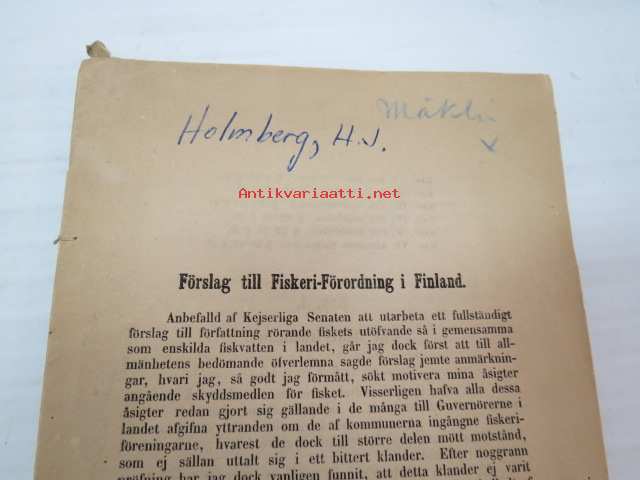 Mäklin
Holmberg, H.J.
Antikvariaatti.net
Förslag till Fiskeri-Förordning i Finland.
Anbefalld af Kejserliga Senaten att utarbeta ett fullständigt
förslag till författning rörande fiskets utöfvande så i gemensamma
som enskilda fiskvatten i landet, går jag dock först att till all-
mänhetens bedömande öfverlemna sagde förslag jemte anmärknin-
gar, hvari jag, så godt jag förmått, sökt motivera mina åsigter
angående skyddsmedlen för fisket. Visserligen hafva alla dessa
åsigter redan gjort sig gällande i de många till Guvernörerne i
landet afgifna yttranden om de af kommunerna ingångne fiskeri-
föreningarne, hvarest de dock till större delen mött motstånd,
som ej sällan uttalt sig i ett bittert klander. Efter noggrann
pröfning har jag dock vanligen funnit, att detta klander ej varit